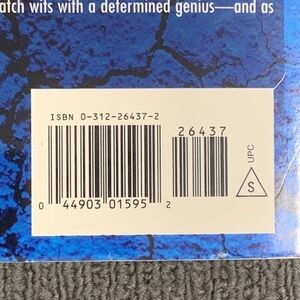 atch wits with a determined genius—and as
ISBN 0-312-26437-2
26437
UPC
S
0 44903 01595 2